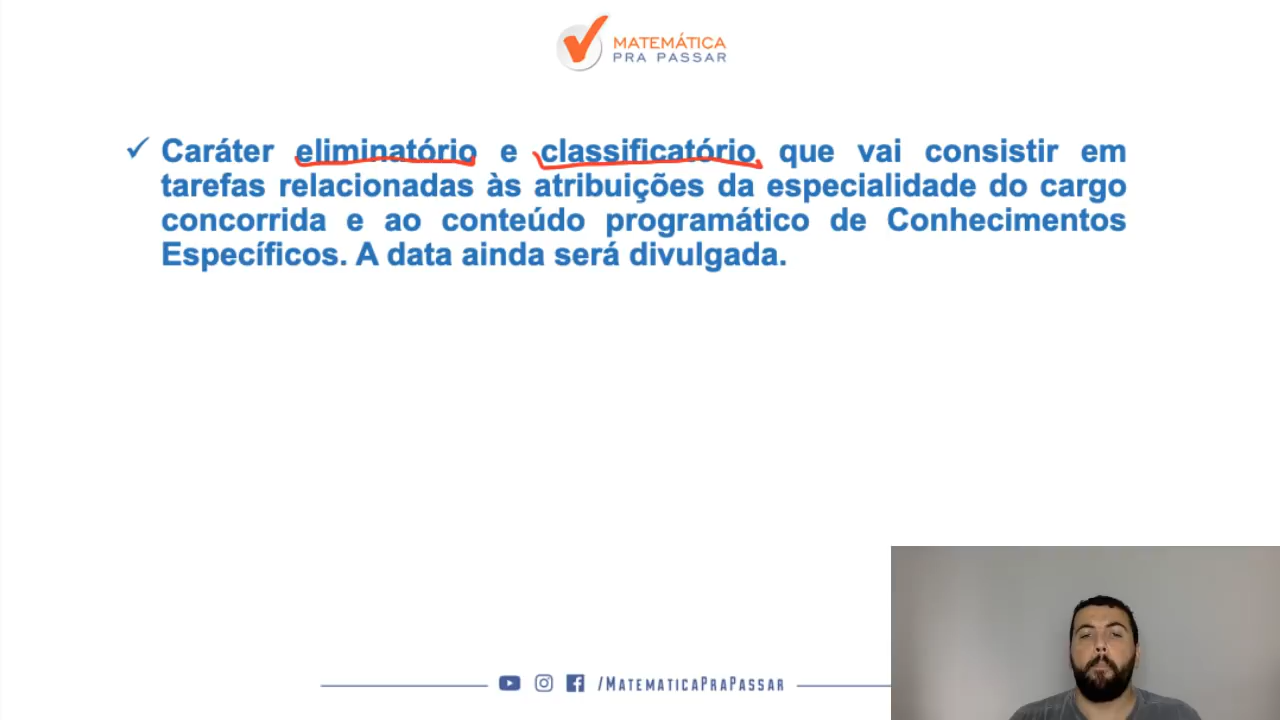 MATEMÁTICA
PRA PASSAR
Caráter eliminatório e classificatório, que vai consistir em
tarefas relacionadas às atribuições da especialidade do cargo
concorrida e ao conteúdo programático de Conhecimentos
Específicos. A data ainda será divulgada.
/MATEMATICAPRAPASSAR